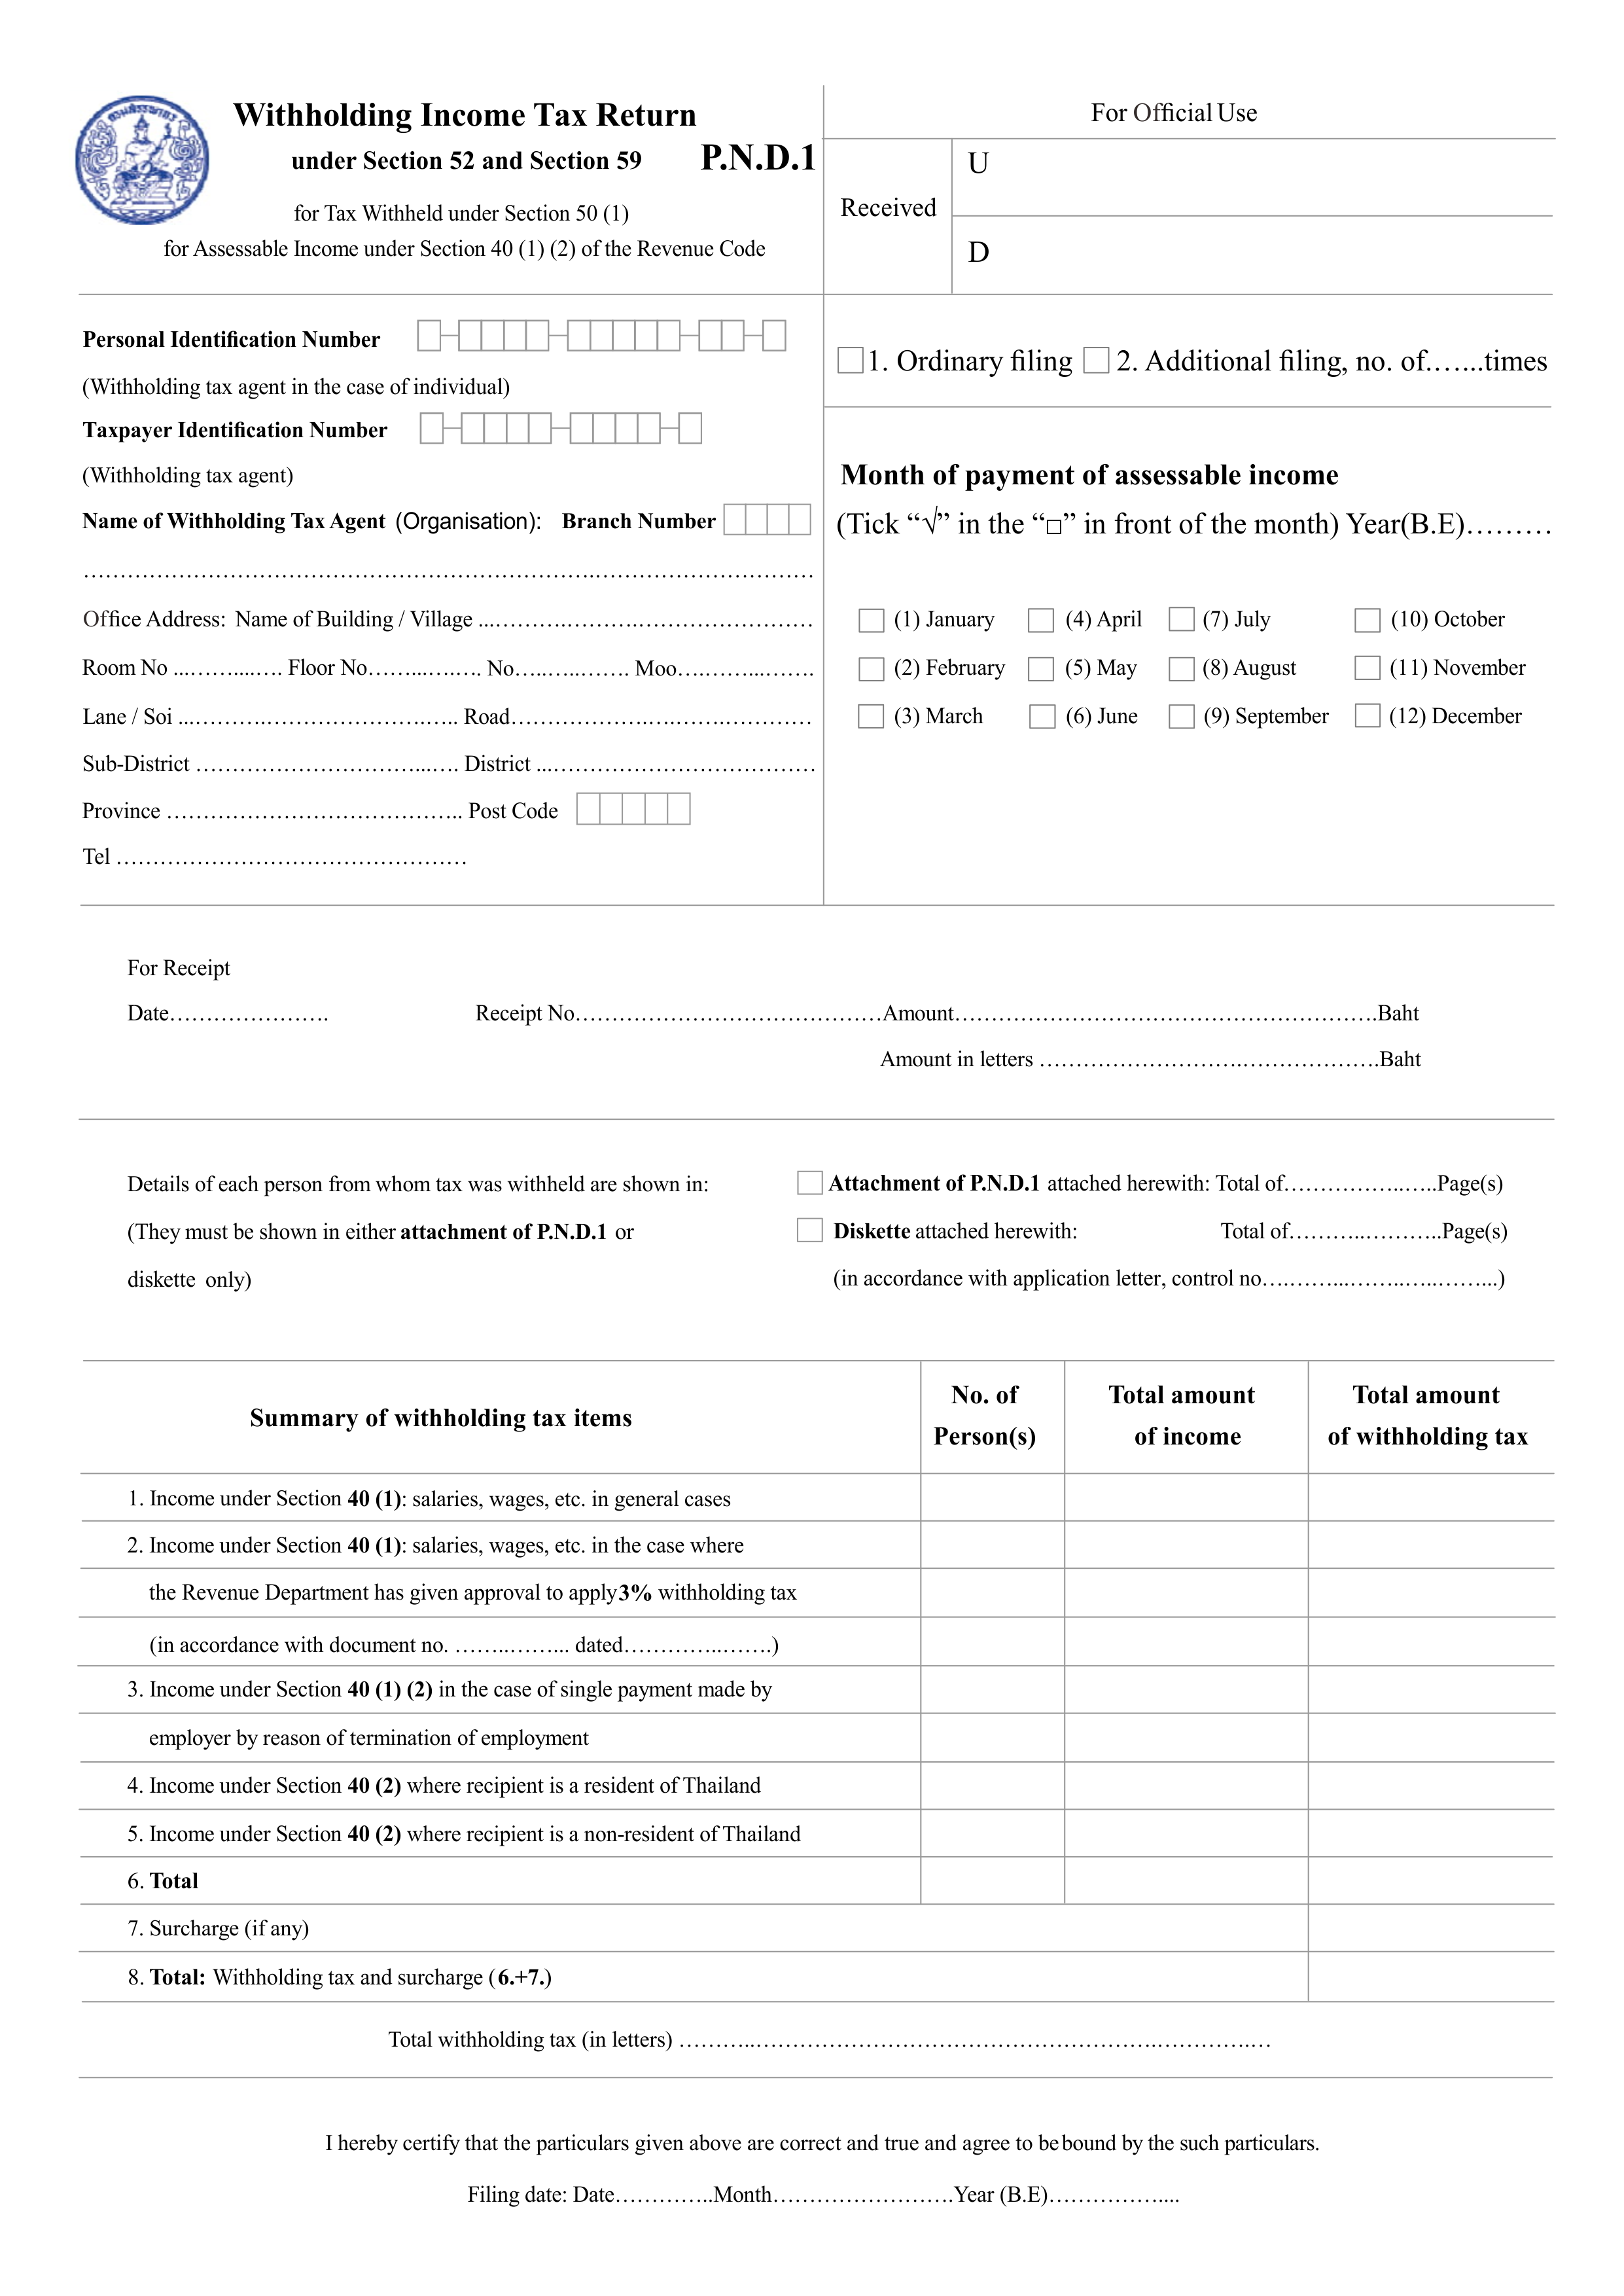 Withholding Income Tax Return
under Section 52 and Section 59 P.N.D.1
for Tax Withheld under Section 50 (1)
for Assessable Income under Section 40 (1) (2) of the Revenue Code
For Official Use
Received
U
D
Personal Identification Number
(Withholding tax agent in the case of individual)
Taxpayer Identification Number
(Withholding tax agent)
Name of Withholding Tax Agent (Organisation): Branch Number
……………………………………………………………………………………
Office Address: Name of Building / Village ...……….……….……………………
Room No ...……....…. Floor No……...….…. No…..…..……. Moo….……...…….
Lane / Soi ...……….………………….….. Road……………….….…….…………
Sub-District …………………………...…. District ...………………………………
Province ………………………………….. Post Code
Tel …………………………………………
1. Ordinary filing 2. Additional filing, no. of…......times
Month of payment of assessable income
(Tick “√” in the “□” in front of the month) Year(B.E)………
(1) January (4) April (7) July (10) October
(2) February (5) May (8) August (11) November
(3) March (6) June (9) September (12) December
For Receipt
Date…………………. Receipt No……………………………………Amount………………………………………………….Baht
Amount in letters ……………………….……………….Baht
Details of each person from whom tax was withheld are shown in:
(They must be shown in either attachment of P.N.D.1 or
diskette only)
Attachment of P.N.D.1 attached herewith: Total of……………..…..Page(s)
Diskette attached herewith: Total of………..………..Page(s)
(in accordance with application letter, control no….……...……..…..……...)
Summary of withholding tax items
No. of
Person(s)
Total amount
of income
Total amount
of withholding tax
1. Income under Section 40 (1): salaries, wages, etc. in general cases
2. Income under Section 40 (1): salaries, wages, etc. in the case where
the Revenue Department has given approval to apply 3% withholding tax
(in accordance with document no. ……..……... dated…………..…….)
3. Income under Section 40 (1) (2) in the case of single payment made by
employer by reason of termination of employment
4. Income under Section 40 (2) where recipient is a resident of Thailand
5. Income under Section 40 (2) where recipient is a non-resident of Thailand
6. Total
7. Surcharge (if any)
8. Total: Withholding tax and surcharge (6.+7.)
Total withholding tax (in letters) ………..……………………………………………….………….…
I hereby certify that the particulars given above are correct and true and agree to be bound by the such particulars.
Filing date: Date…………..Month…………………….Year (B.E)……………....